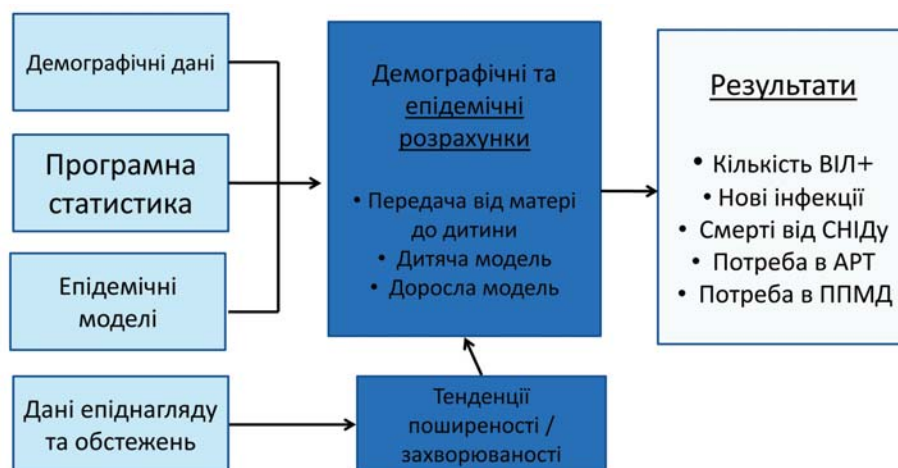 Демографічні дані
Програмна
статистика
Епідемічні
моделі
Дані епіднагляду
та обстежень
Демографічні та
епідемічні
розрахунки
• Передача від матері
до дитини
• Дитяча модель
• Доросла модель
Тенденції
поширеності /
захворюваності
Результати
• Кількість ВІЛ+
• Нові інфекції
• Смерті від СНІДу
• Потреба в АРТ
• Потреба в ППМД